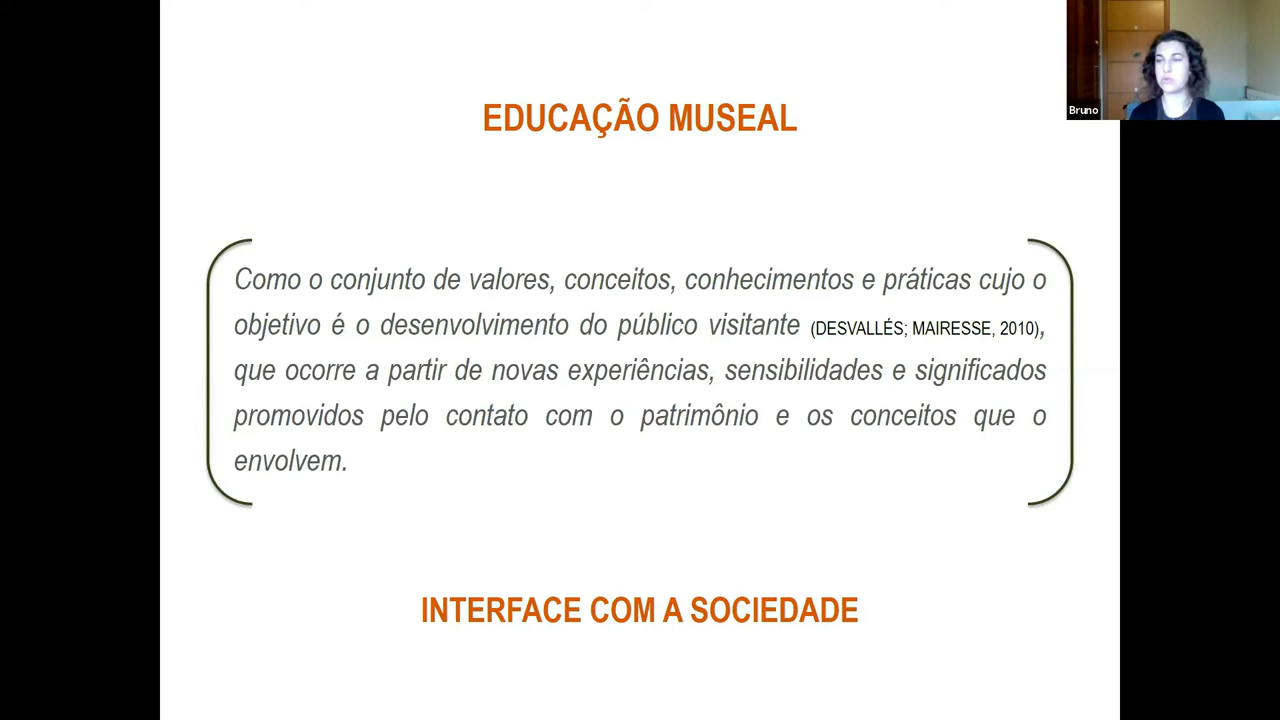 EDUCAÇÃO MUSEAL
Bruno
Como o conjunto de valores, conceitos, conhecimentos e práticas cujo o
objetivo é o desenvolvimento do público visitante (DESVALLÉS; MAIRESSE, 2010),
que ocorre a partir de novas experiências, sensibilidades e significados
promovidos pelo contato com o patrimônio e os conceitos que o
envolvem.
INTERFACE COM A SOCIEDADE